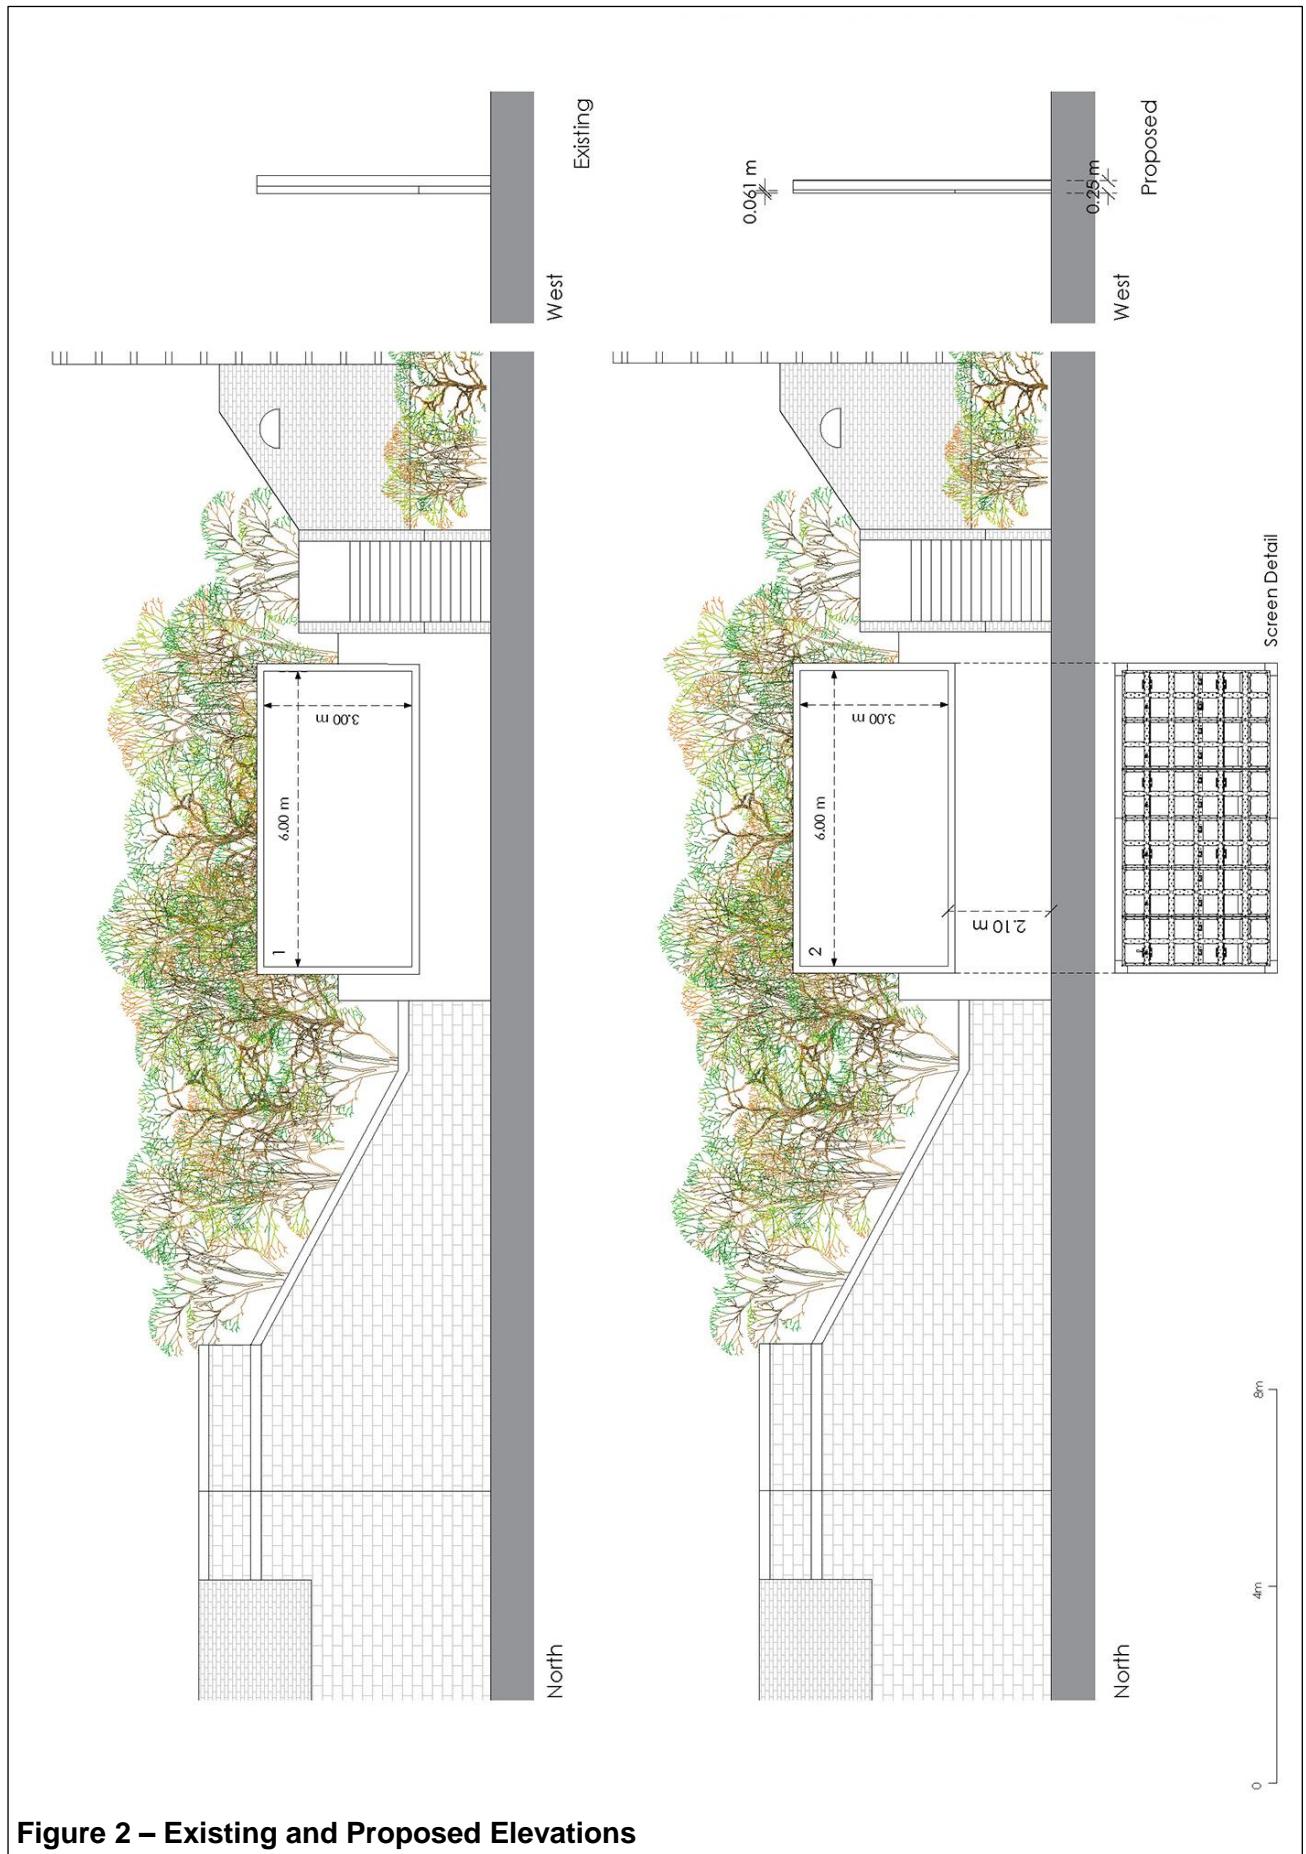 Existing
West
1
6.00 m
3.00 m
North
Proposed
0.061 m
0.25 m
West
2
6.00 m
3.00 m
2.10 m
North
Screen Detail
0
4m
8m
Figure 2 – Existing and Proposed Elevations